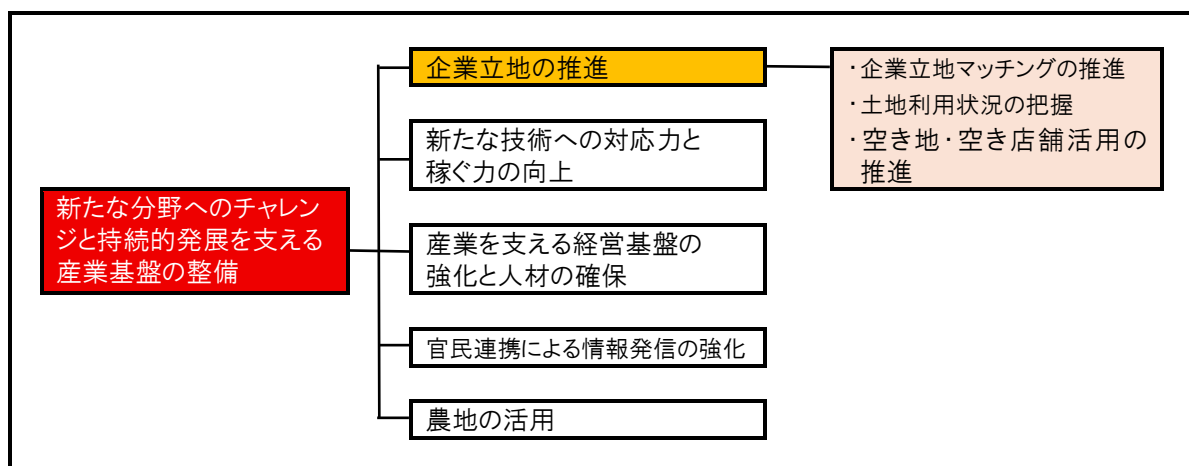 企業立地の推進
・企業立地マッチングの推進
・土地利用状況の把握
・空き地・空き店舗活用の
推進
新たな技術への対応力と
稼ぐ力の向上
新たな分野へのチャレン
ジと持続的発展を支える
産業基盤の整備
産業を支える経営基盤の
強化と人材の確保
官民連携による情報発信の強化
農地の活用